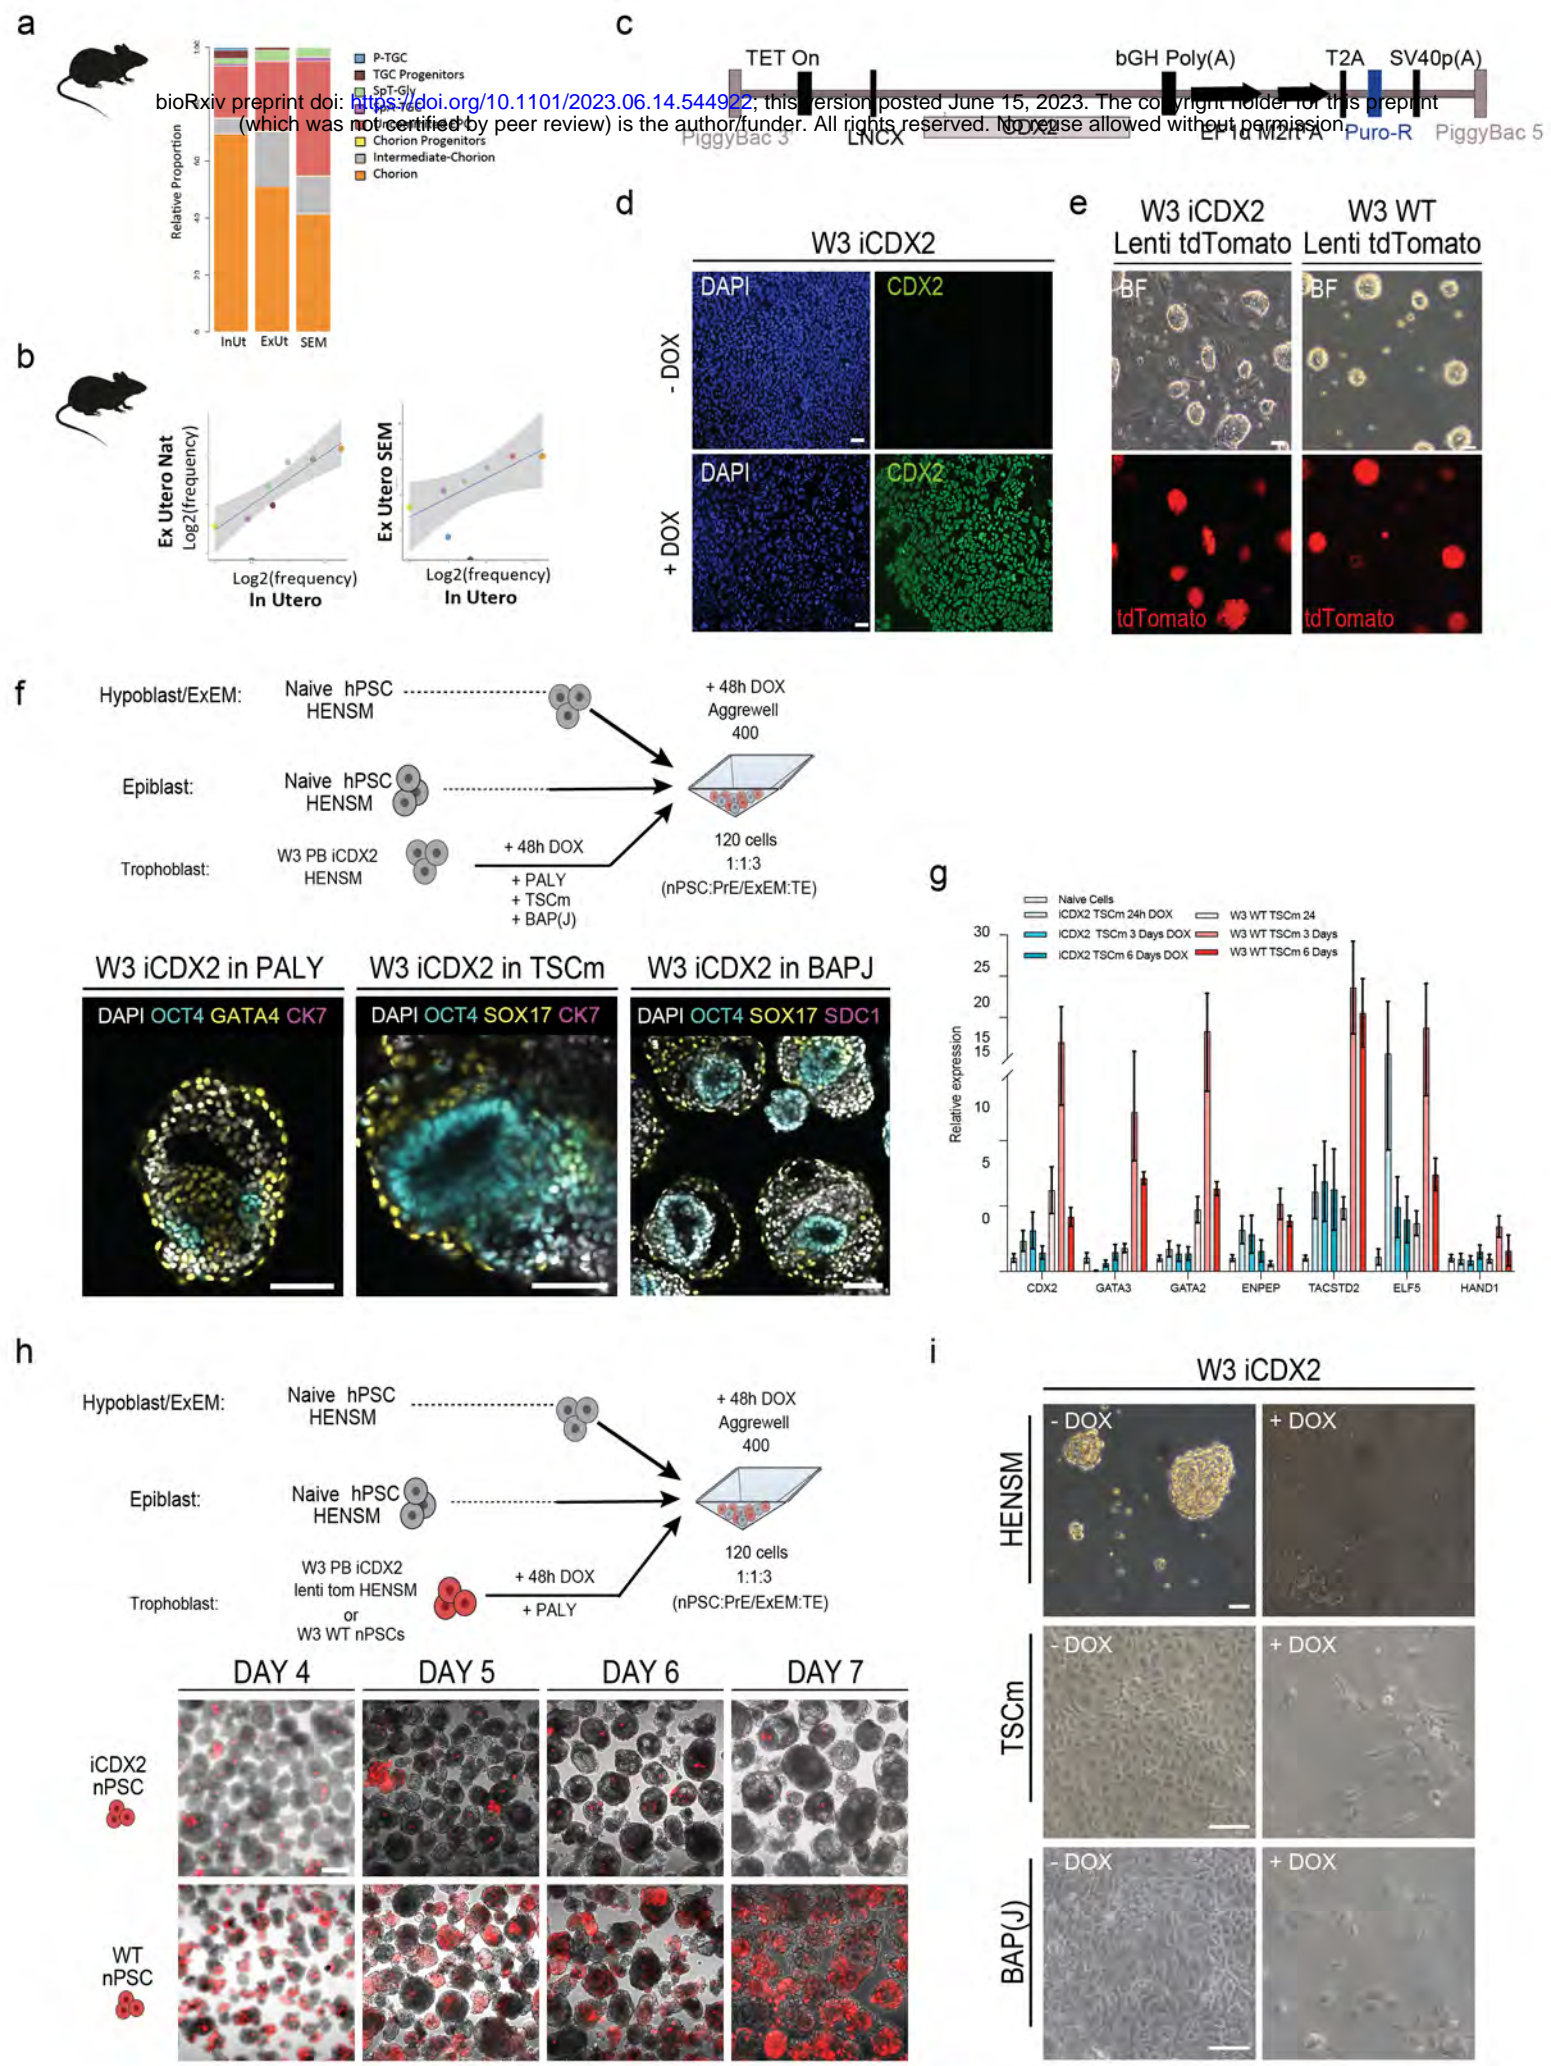 a
Relative Proportion
100
60
40
20
0
InUt ExUt SEM
P-TGC
TGC Progenitors
SpT-Gly
Chorion Progitors
Intermediate-Chorion
Chorion
bioRxiv preprint doi: https://doi.org/10.1101/2023.06.14.544922; this version posted June 15, 2023. The copyright holder for this preprint
(which was not certified by peer review) is the author/funder. All rights reserved. No reuse allowed without permission.
b
Ex Utero Nat
Log2(frequency)
Log2(frequency)
In Utero
Ex Utero SEM
Log2(frequency)
In Utero
c
TET On
bGH Poly(A)
T2A
SV40p(A)
PiggyBac 3'
LNCX
CDX2
EF1α M2rt A
Puro-R
PiggyBac 5
d
W3 iCDX2
- DOX
DAPI
CDX2
+ DOX
DAPI
CDX2
e
W3 iCDX2
Lenti tdTomato
W3 WT
Lenti tdTomato
BF
BF
tdTomato
tdTomato
f
Hypoblast/ExEM:
Naive hPSC
HENSM
Epiblast:
Naive hPSC
HENSM
Trophoblast:
W3 PB iCDX2
HENSM
+ 48h DOX
+ PALY
+ TSCm
+ BAP(J)
+ 48h DOX
Aggrewell
400
120 cells
1:1:3
(nPSC:PrE/ExEM:TE)
W3 iCDX2 in PALY
DAPI OCT4 GATA4 CK7
W3 iCDX2 in TSCm
DAPI OCT4 SOX17 CK7
W3 iCDX2 in BAPJ
DAPI OCT4 SOX17 SDC1
g
Naive Cells
iCDX2 TSCm 24h DOX
iCDX2 TSCm 3 Days DOX
iCDX2 TSCm 6 Days DOX
W3 WT TSCm 24
W3 WT TSCm 3 Days
W3 WT TSCm 6 Days
Relative expression
30
25
20
15
15
10
5
0
CDX2 GATA3 GATA2 ENPEP TACSTD2 ELF5 HAND1
h
Hypoblast/ExEM:
Naive hPSC
HENSM
Epiblast:
Naive hPSC
HENSM
Trophoblast:
W3 PB iCDX2
lenti tom HENSM
or
W3 WT nPSCs
+ 48h DOX
+ PALY
+ 48h DOX
Aggrewell
400
120 cells
1:1:3
(nPSC:PrE/ExEM:TE)
DAY 4
DAY 5
DAY 6
DAY 7
iCDX2
nPSC
WT
nPSC
i
W3 iCDX2
HENSM
- DOX
+ DOX
TSCm
- DOX
+ DOX
BAP(J)
- DOX
+ DOX